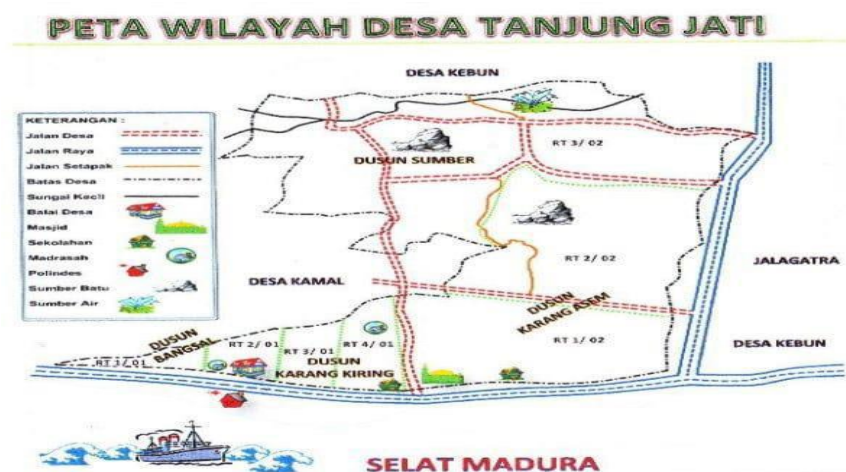 PETA WILAYAH DESA TANJUNG JATI
DESA KEBUN
KETERANGAN :
Jalan Desa
Jalan Raya
Jalan Setapak
Batas Desa
Sungai Kecil
Balai Desa
Masjid
Sekolahan
Madrasah
Polindes
Sumber Batu
Sumber Air
RT 3/ 02
DUSUN SUMBER
RT 2/ 02
JALAGATRA
DESA KAMAL
DUSUN
KARANG ASEM
DUSUN
BANGSAL
RT 1/ 01
RT 2/ 01
RT 3/ 01
RT 4/ 01
DUSUN
KARANG KIRING
RT 1/ 02
DESA KEBUN
SELAT MADURA